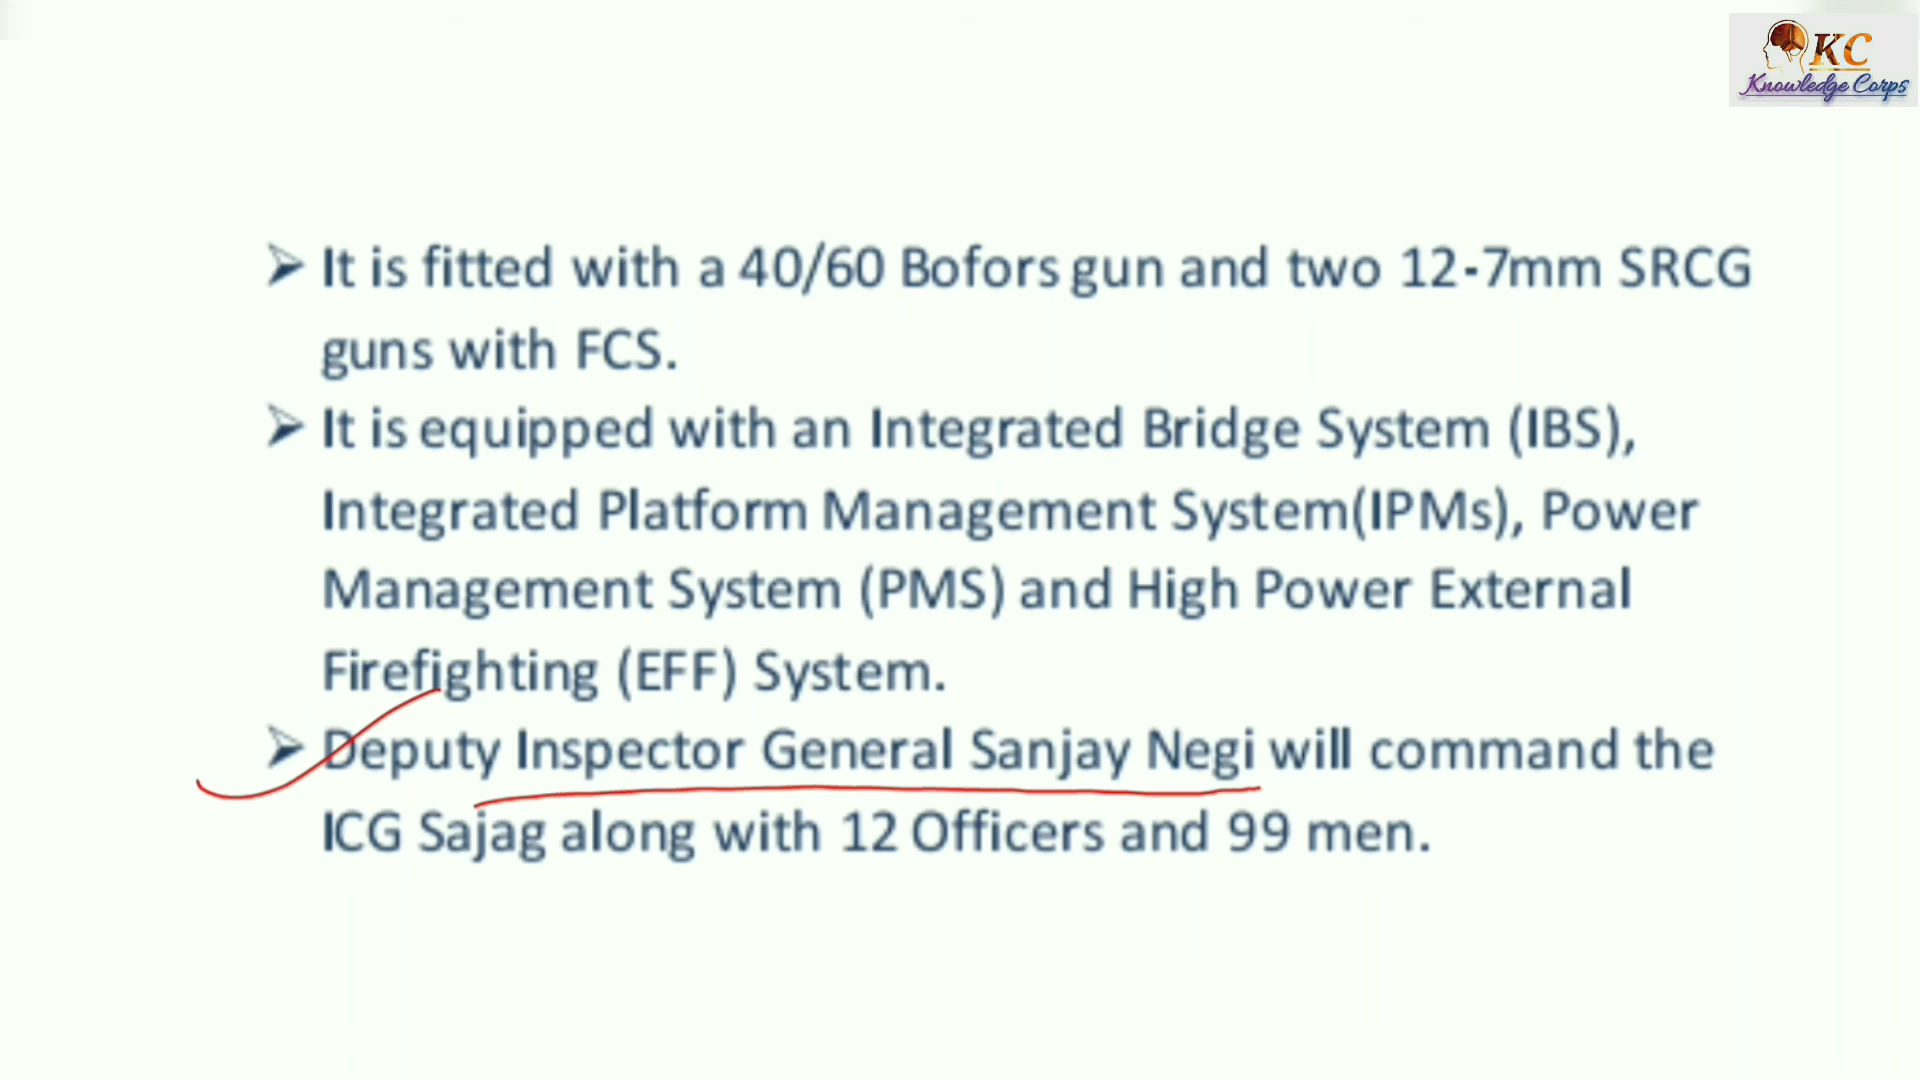 KC
Knowledge Corps
➢ It is fitted with a 40/60 Bofors gun and two 12-7mm SRCG
guns with FCS.
➢ It is equipped with an Integrated Bridge System (IBS),
Integrated Platform Management System(IPMs), Power
Management System (PMS) and High Power External
Firefighting (EFF) System.
➢ Deputy Inspector General Sanjay Negi will command the
ICG Sajag along with 12 Officers and 99 men.